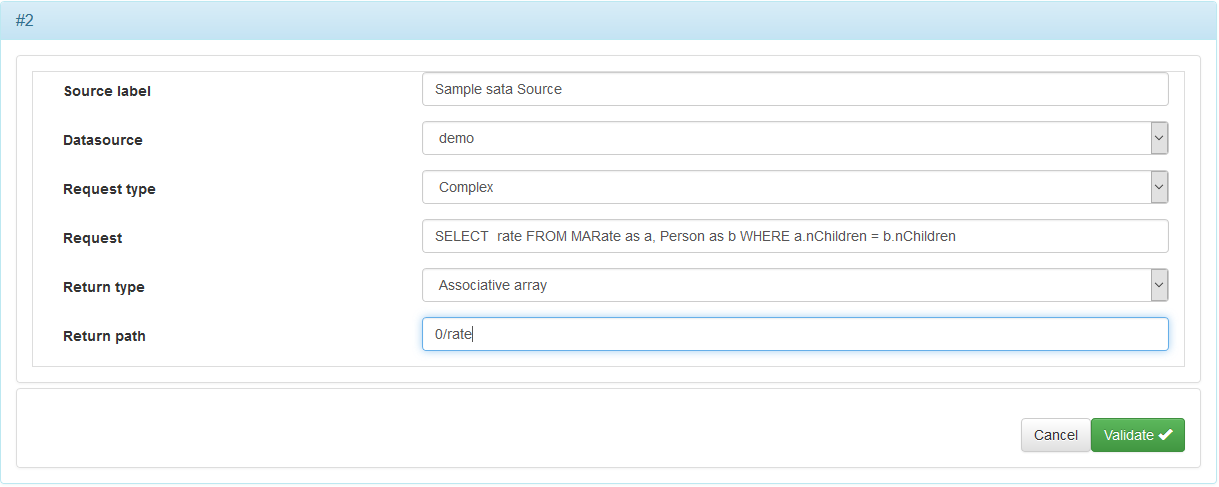 #2
Source label Sample sata Source
Datasource demo
Request type Complex
Request SELECT  rate FROM MARate as a, Person as b WHERE a.nChildren = b.nChildren
Return type Associative array
Return path 0/rate
Cancel Validate ✔